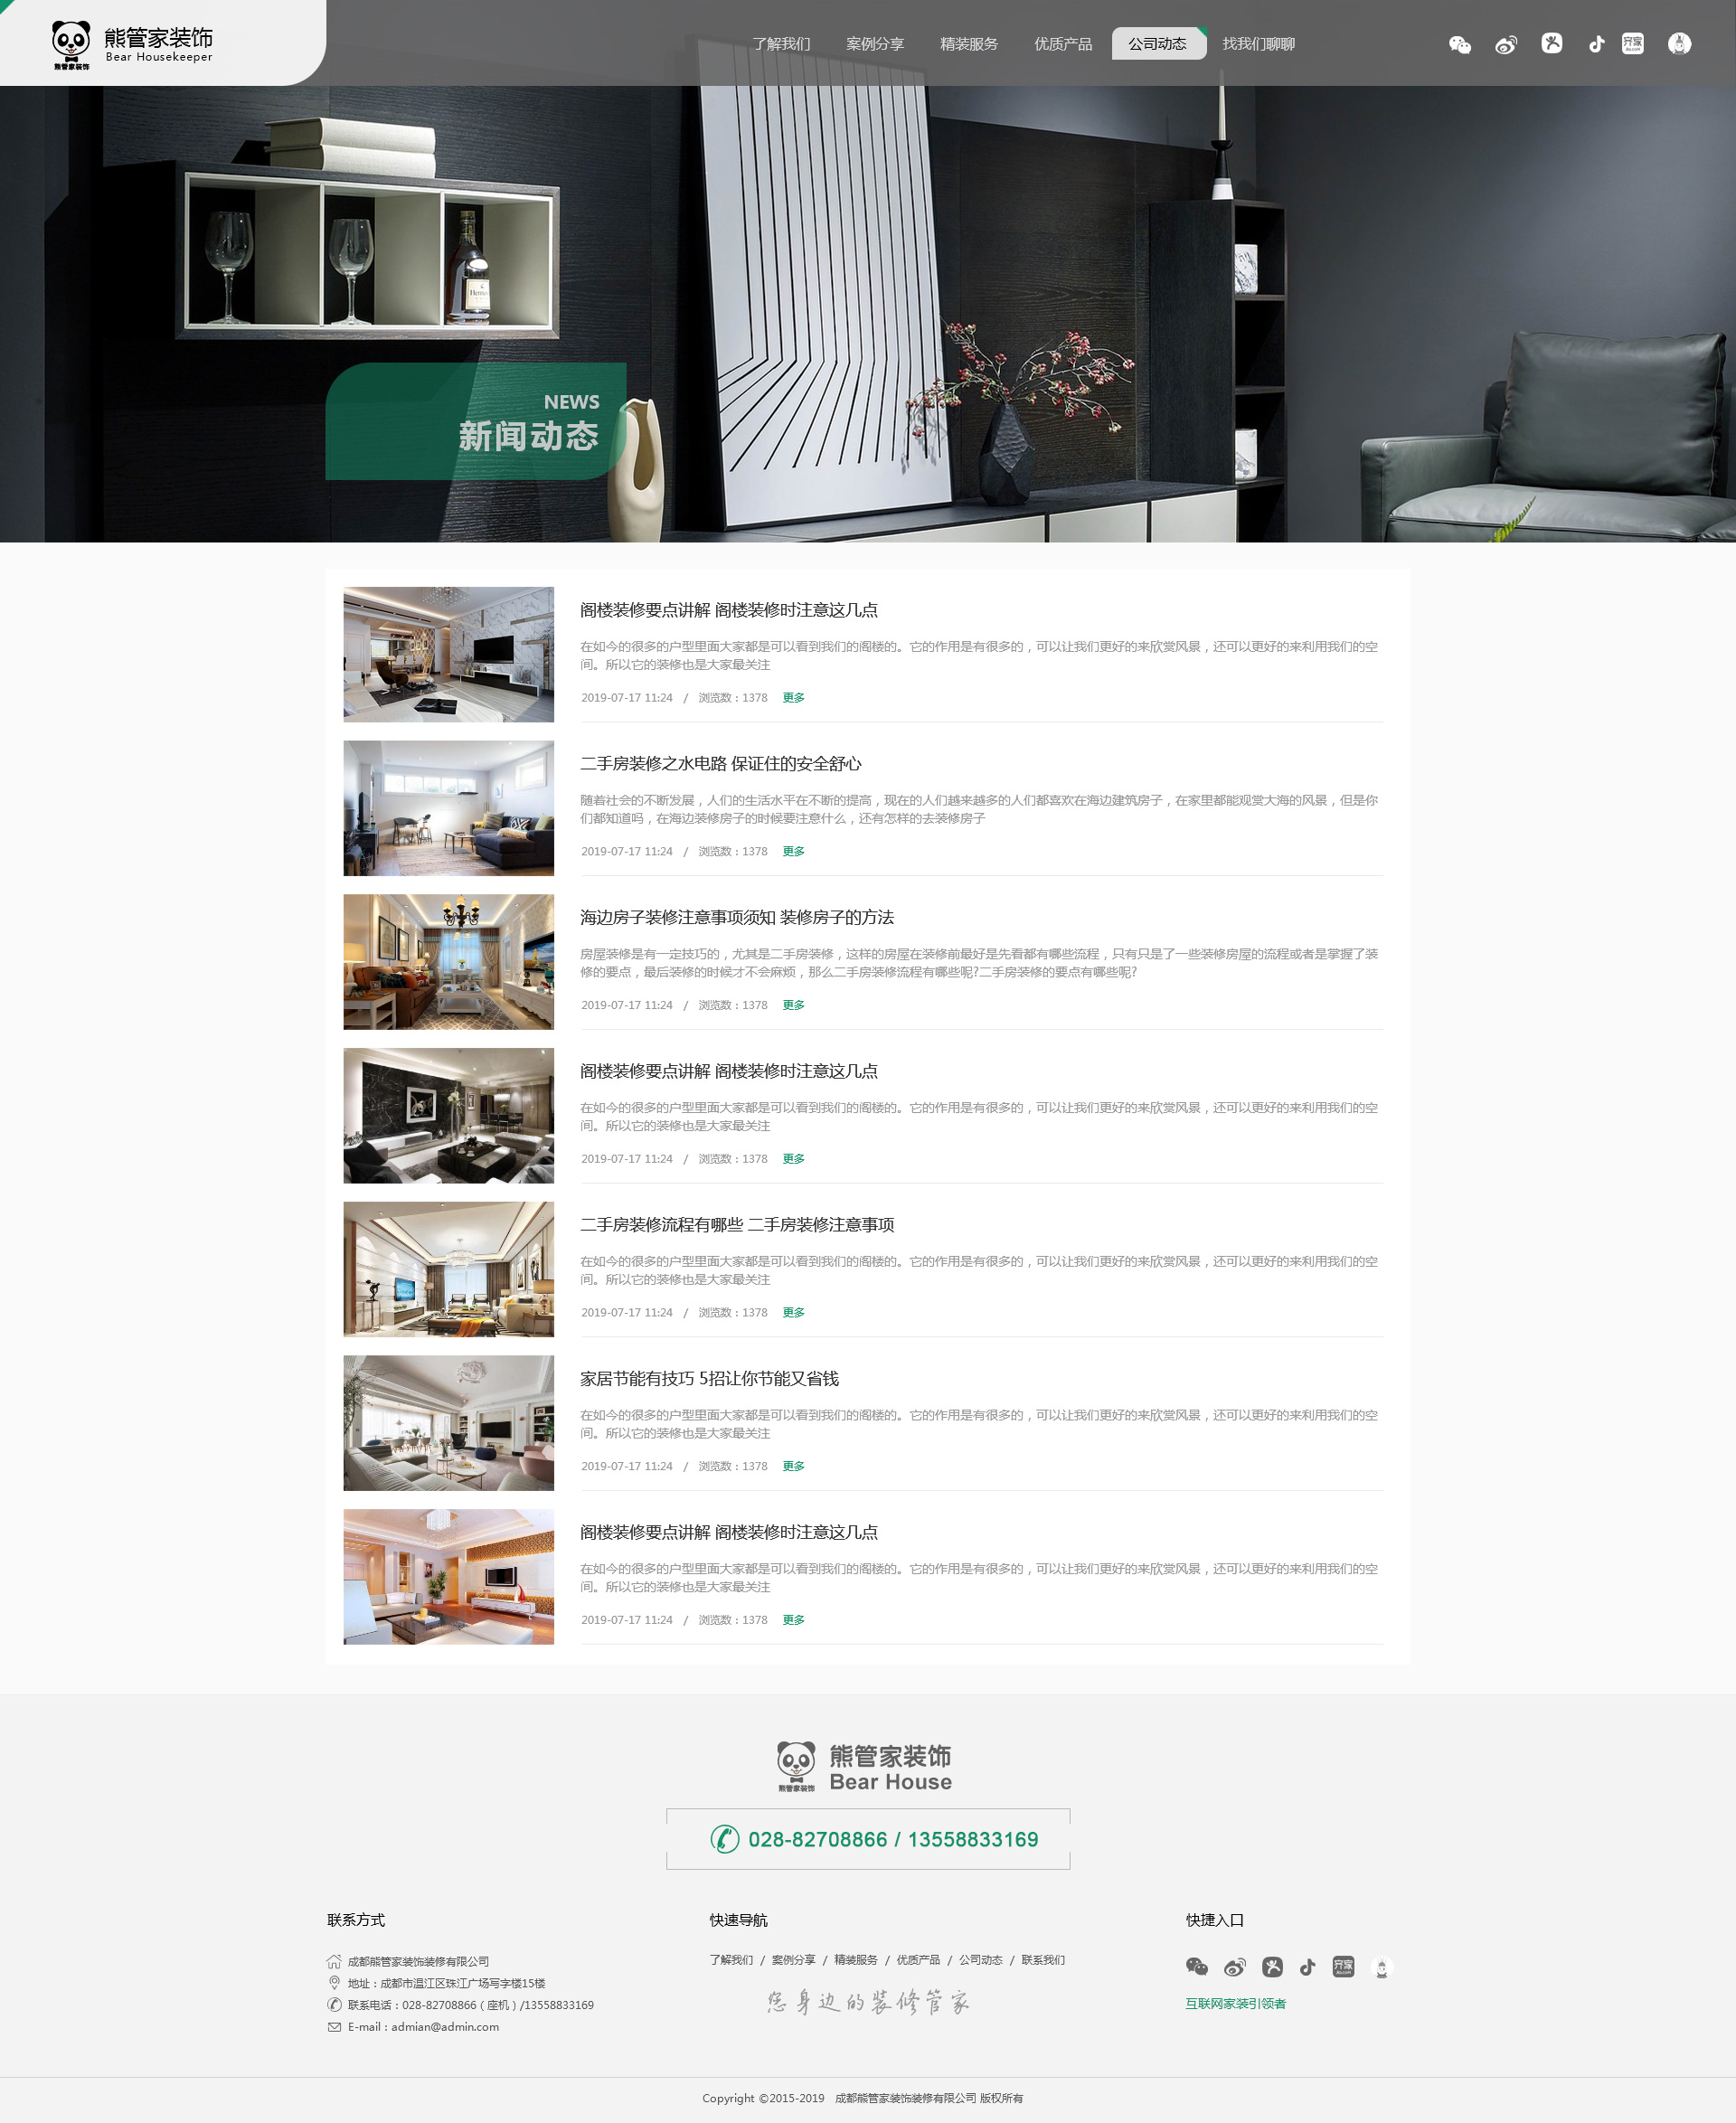 熊管家装饰
Bear Housekeeper
熊管家装饰
了解我们 案例分享 精装服务 优质产品 公司动态 找我们聊聊
齐家
NEWS
新闻动态
阁楼装修要点讲解 阁楼装修时注意这几点
在如今的很多的户型里面大家都是可以看到我们的阁楼的。它的作用是有很多的，可以让我们更好的来欣赏风景，还可以更好的来利用我们的空
间。所以它的装修也是大家最关注
2019-07-17 11:24 / 浏览数：1378 更多
二手房装修之水电路 保证住的安全舒心
随着社会的不断发展，人们的生活水平在不断的提高，现在的人们越来越多的人们都喜欢在海边建筑房子，在家里都能观赏大海的风景，但是你
们都知道吗，在海边装修房子的时候要注意什么，还有怎样的去装修房子
2019-07-17 11:24 / 浏览数：1378 更多
海边房子装修注意事项须知 装修房子的方法
房屋装修是有一定技巧的，尤其是二手房装修，这样的房屋在装修前最好是先看都有哪些流程，只有只是了一些装修房屋的流程或者是掌握了装
修的要点，最后装修的时候才不会麻烦，那么二手房装修流程有哪些呢?二手房装修的要点有哪些呢?
2019-07-17 11:24 / 浏览数：1378 更多
阁楼装修要点讲解 阁楼装修时注意这几点
在如今的很多的户型里面大家都是可以看到我们的阁楼的。它的作用是有很多的，可以让我们更好的来欣赏风景，还可以更好的来利用我们的空
间。所以它的装修也是大家最关注
2019-07-17 11:24 / 浏览数：1378 更多
二手房装修流程有哪些 二手房装修注意事项
在如今的很多的户型里面大家都是可以看到我们的阁楼的。它的作用是有很多的，可以让我们更好的来欣赏风景，还可以更好的来利用我们的空
间。所以它的装修也是大家最关注
2019-07-17 11:24 / 浏览数：1378 更多
家居节能有技巧 5招让你节能又省钱
在如今的很多的户型里面大家都是可以看到我们的阁楼的。它的作用是有很多的，可以让我们更好的来欣赏风景，还可以更好的来利用我们的空
间。所以它的装修也是大家最关注
2019-07-17 11:24 / 浏览数：1378 更多
阁楼装修要点讲解 阁楼装修时注意这几点
在如今的很多的户型里面大家都是可以看到我们的阁楼的。它的作用是有很多的，可以让我们更好的来欣赏风景，还可以更好的来利用我们的空
间。所以它的装修也是大家最关注
2019-07-17 11:24 / 浏览数：1378 更多
熊管家装饰
Bear House
熊管家装饰
028-82708866 / 13558833169
联系方式
成都熊管家装饰装修有限公司
地址：成都市温江区珠江广场写字楼15楼
联系电话：028-82708866（座机）/13558833169
E-mail：admian@admin.com
快速导航
了解我们 / 案例分享 / 精装服务 / 优质产品 / 公司动态 / 联系我们
您身边的装修管家
快捷入口
齐家
互联网家装引领者
Copyright ©2015-2019 成都熊管家装饰装修有限公司 版权所有